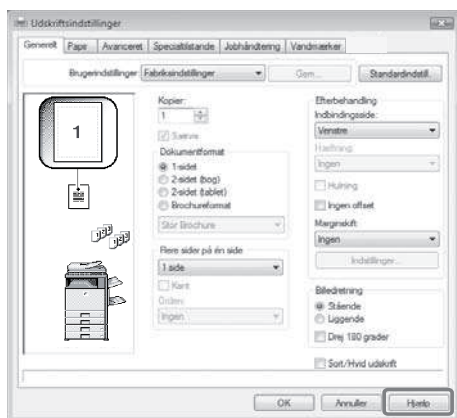 Udskriftsindstillinger
Generelt Papir Avanceret Specialtilstande Jobhåndtering Vandmærker
Brugerindstillinger: Fabriksindstillinger Gem... Standardindstill.
1
Kopier:
1
Sætvis
Dokumentformat
1-sidet
2-sidet (bog)
2-sidet (tablet)
Brochureformat
Stor Brochure
Flere sider på én side
1 side
Kant
Orden:
Ingen
Efterbehandling
Indbindingsside:
Venstre
Hæftning:
Ingen
Hulning
Ingen offset
Marginskift:
Ingen
Indstillinger...
Billedretning
Stående
Liggende
Drej 180 grader
Sort/Hvid udskrift
OK Annuller Hjælp